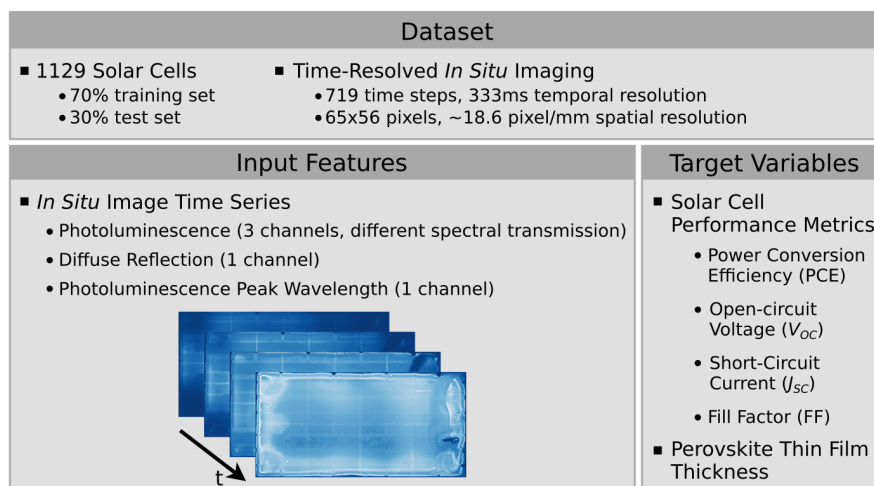 Dataset
▪ 1129 Solar Cells
• 70% training set
• 30% test set
▪ Time-Resolved In Situ Imaging
• 719 time steps, 333ms temporal resolution
• 65x56 pixels, ~18.6 pixel/mm spatial resolution
Input Features
▪ In Situ Image Time Series
• Photoluminescence (3 channels, different spectral transmission)
• Diffuse Reflection (1 channel)
• Photoluminescence Peak Wavelength (1 channel)
t
Target Variables
▪ Solar Cell
Performance Metrics
• Power Conversion
Efficiency (PCE)
• Open-circuit
Voltage (VOC)
• Short-Circuit
Current (JSC)
• Fill Factor (FF)
▪ Perovskite Thin Film
Thickness